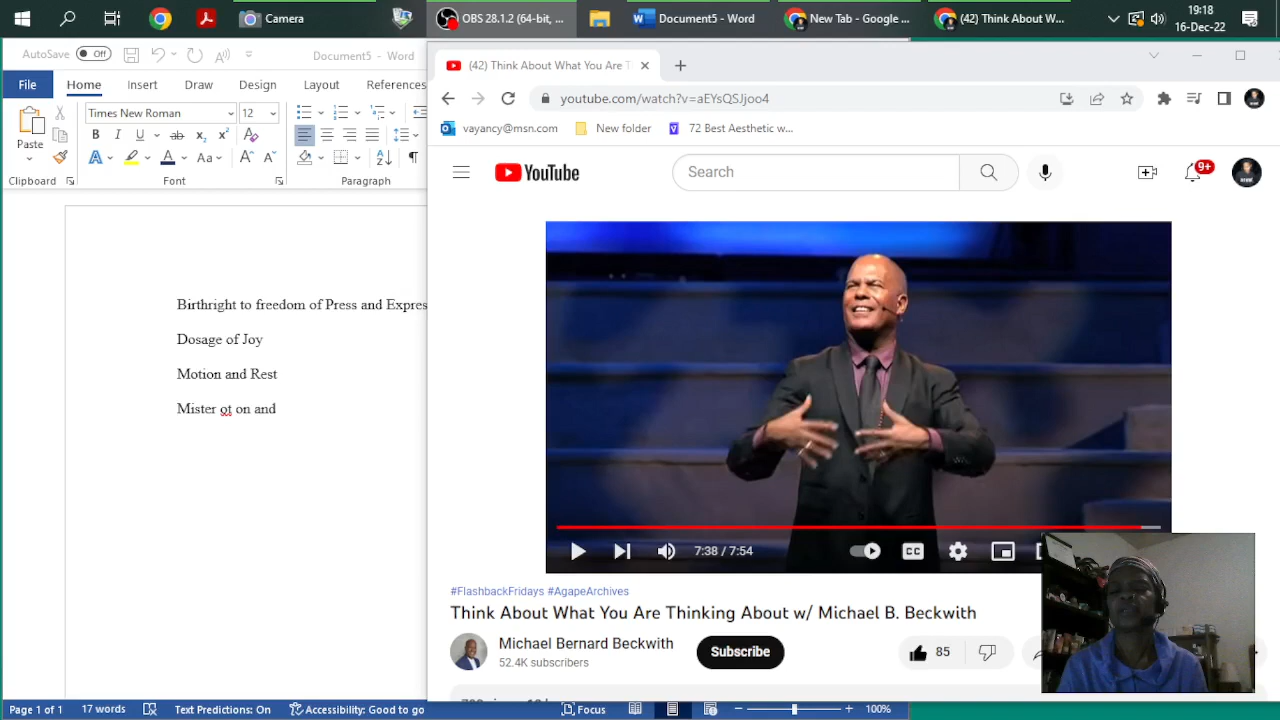 Camera
OBS 28.1.2 (64-bit, ...
Document5 - Word
New Tab - Google ...
(42) Think About W...
19:18
16-Dec-22
AutoSave Off
Document5 - Word
File Home Insert Draw Design Layout References
Times New Roman 12
Paste
B I U ab x₂ x²
A A Aa A A
Clipboard Font Paragraph
Birthright to freedom of Press and Expres
Dosage of Joy
Motion and Rest
Mister ot on and
Page 1 of 1 17 words Text Predictions: On Accessibility: Good to go Focus 100%
(42) Think About What You Are T
youtube.com/watch?v=aEYsQSJjoo4
vayancy@msn.com New folder 72 Best Aesthetic w...
YouTube
Search
9+
7:38 / 7:54
CC
#FlashbackFridays #AgapeArchives
Think About What You Are Thinking About w/ Michael B. Beckwith
Michael Bernard Beckwith
52.4K subscribers
Subscribe
85